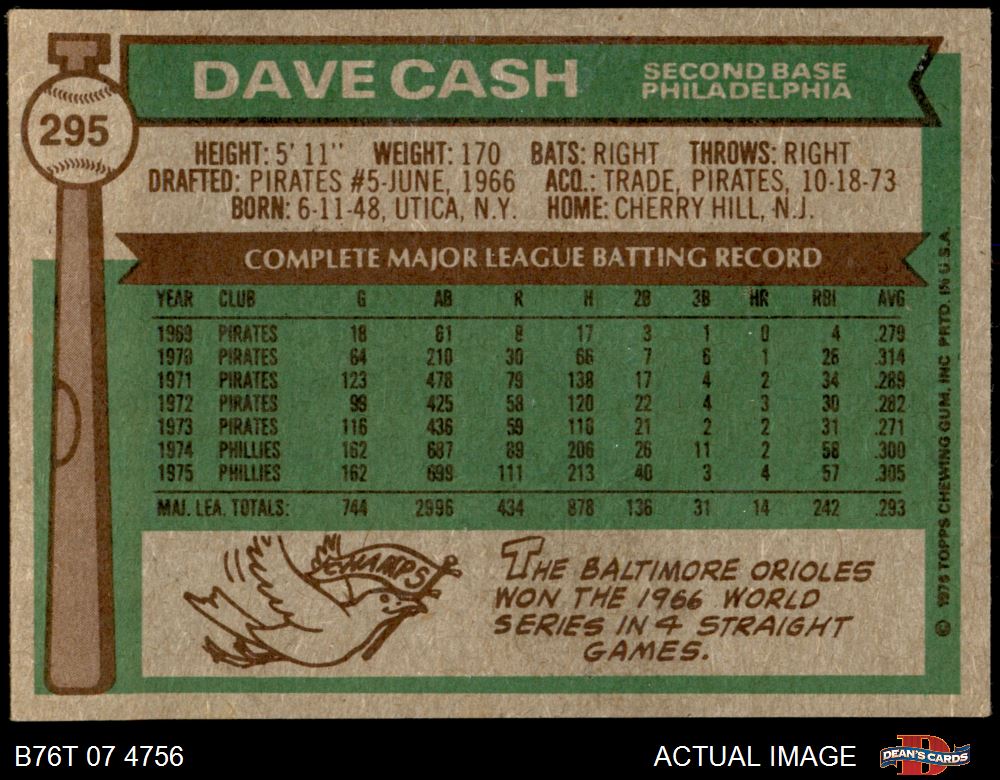 295
DAVE CASH
SECOND BASE
PHILADELPHIA
HEIGHT: 5' 11" WEIGHT: 170 BATS: RIGHT THROWS: RIGHT
DRAFTED: PIRATES #5-JUNE, 1966 ACQ.: TRADE, PIRATES, 10-18-73
BORN: 6-11-48, UTICA, N.Y. HOME: CHERRY HILL, N.J.
COMPLETE MAJOR LEAGUE BATTING RECORD
YEAR CLUB G AB R H 2B 3B HR RBI AVG
1969 PIRATES 18 61 8 17 3 1 0 4 .279
1970 PIRATES 64 210 30 66 7 6 1 28 .314
1971 PIRATES 123 478 79 138 17 4 2 34 .289
1972 PIRATES 99 425 58 120 22 4 3 30 .282
1973 PIRATES 116 436 59 118 21 2 2 31 .271
1974 PHILLIES 162 687 89 206 26 11 2 58 .300
1975 PHILLIES 162 699 111 213 40 3 4 57 .305
MAJ. LEA. TOTALS: 744 2996 434 878 136 31 14 242 .293
CHAMPS
THE BALTIMORE ORIOLES
WON THE 1966 WORLD
SERIES IN 4 STRAIGHT
GAMES.
© 1976 TOPPS CHEWING GUM, INC PRTD. IN U.S.A.
B76T 07 4756
ACTUAL IMAGE
DEAN'S CARDS